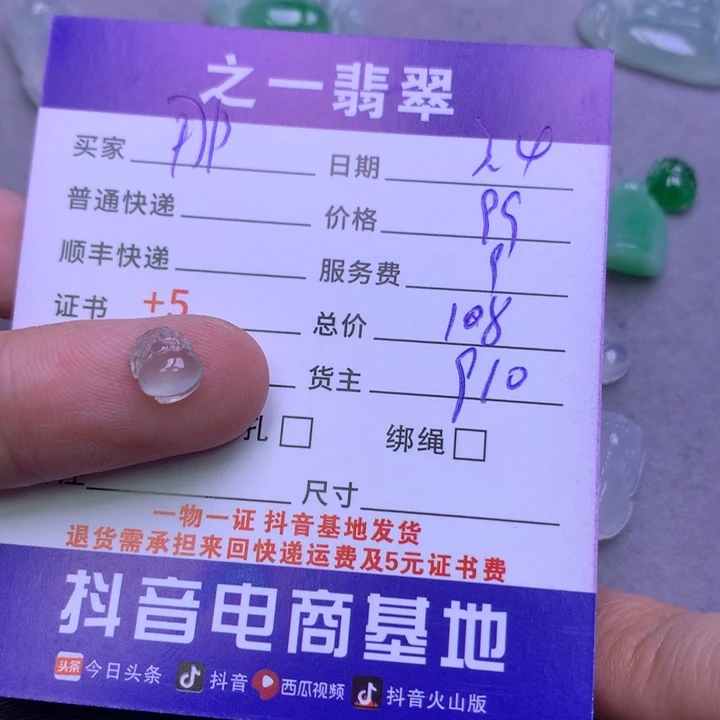 之一翡翠
买家 日期 24
普通快递 价格 99
顺丰快递 服务费 9
证书 +5 总价 108
货主 910
孔 绑绳
尺寸
一物一证 抖音基地发货
退货需承担来回快递运费及5元证书费
抖音电商基地
头条 今日头条 抖音 西瓜视频 抖音火山版